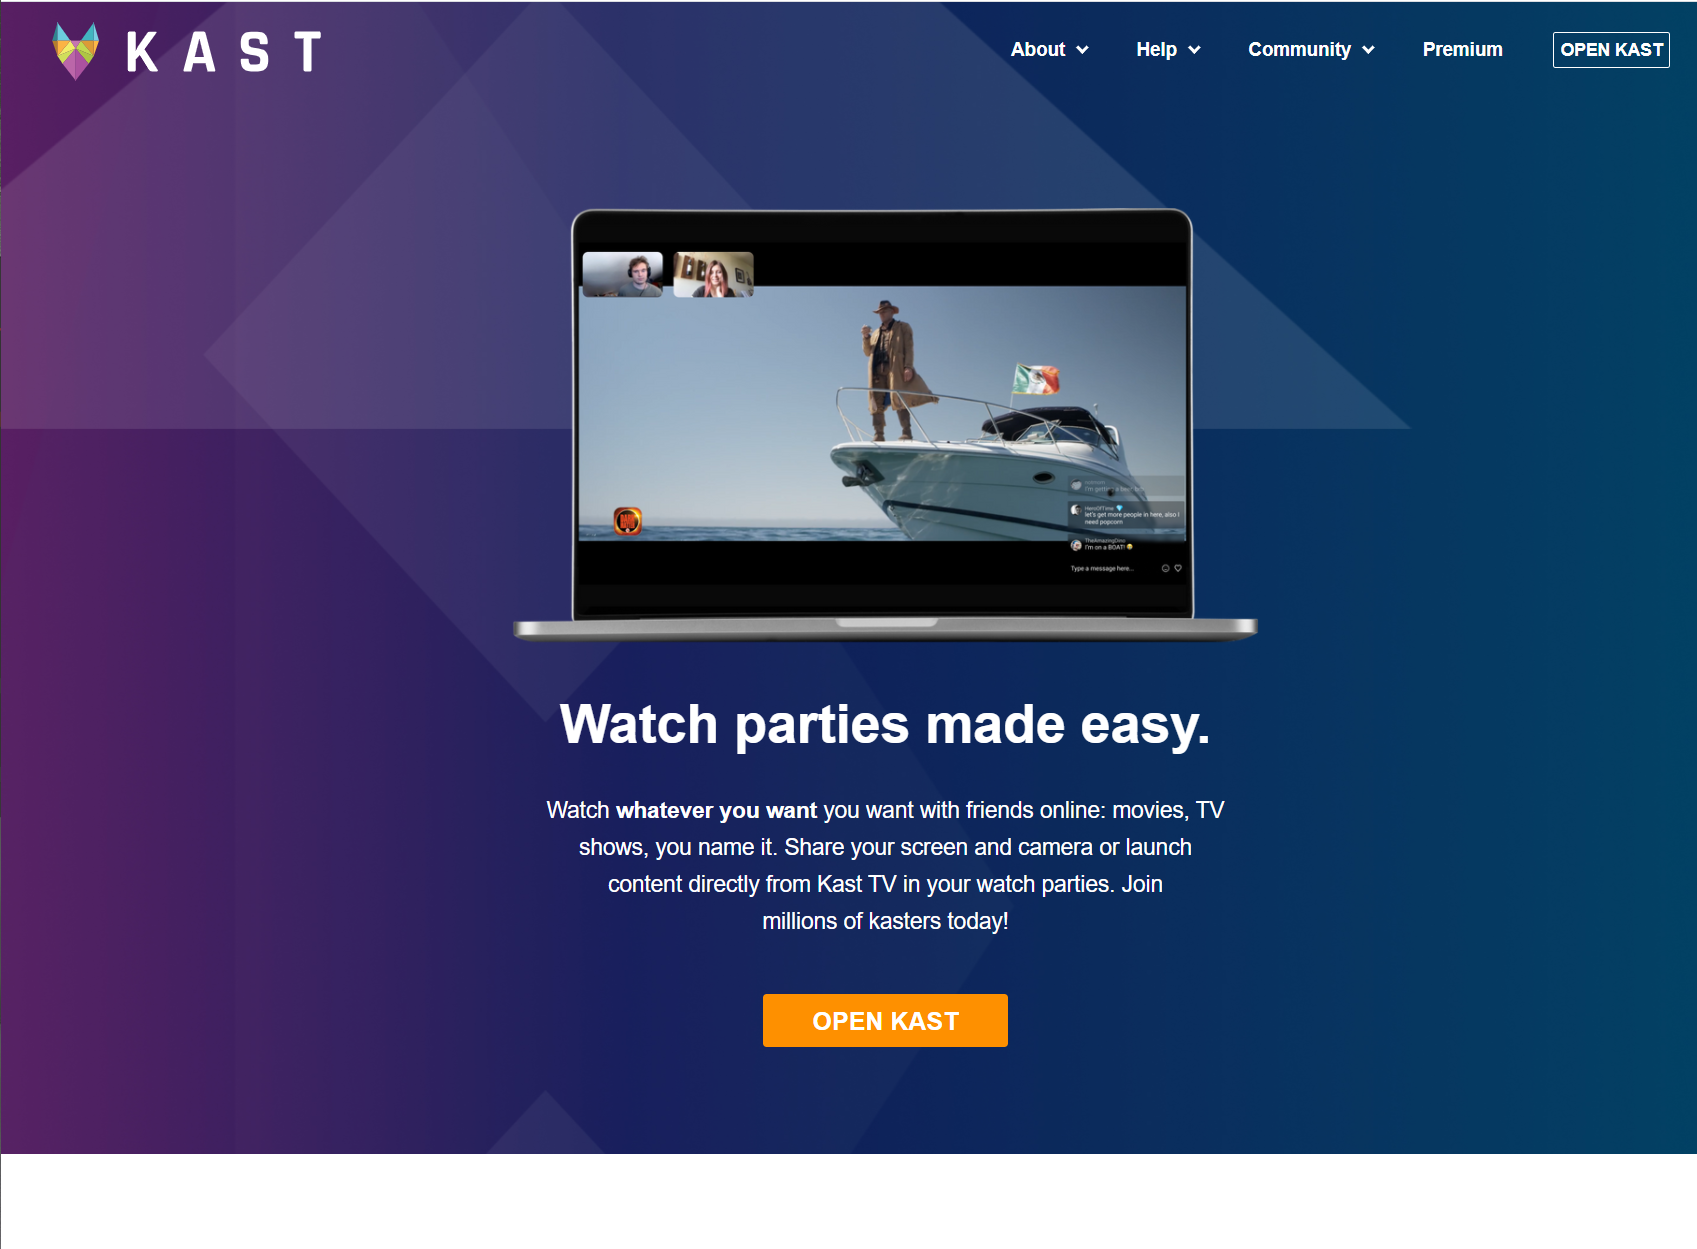 KAST
About
Help
Community
Premium
OPEN KAST
let's get more people in here, also I
need popcorn
TheAmazingDino
I'm on a BOAT! 😂
Type a message here...
Watch parties made easy.
Watch whatever you want you want with friends online: movies, TV
shows, you name it. Share your screen and camera or launch
content directly from Kast TV in your watch parties. Join
millions of kasters today!
OPEN KAST